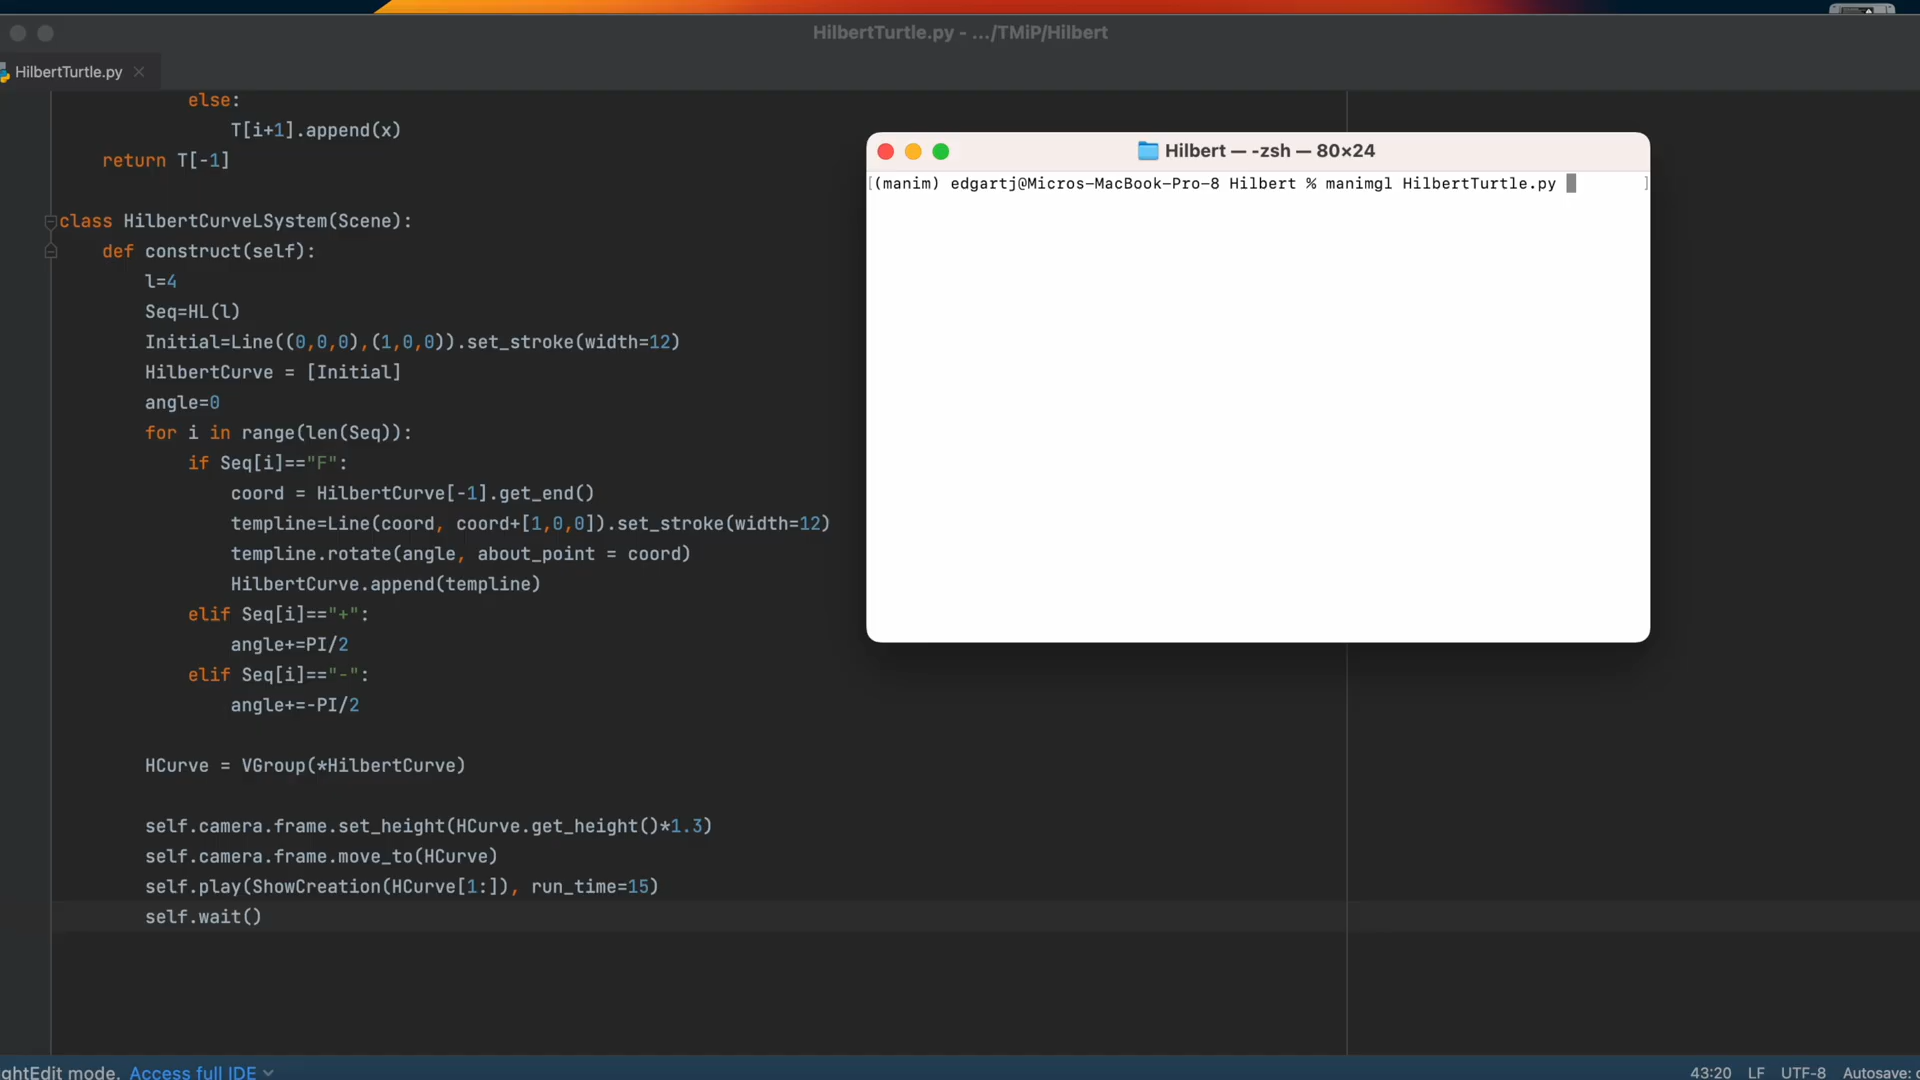 HilbertTurtle.py - .../TMiP/Hilbert
HilbertTurtle.py
else:
T[i+1].append(x)
return T[-1]
class HilbertCurveLSystem(Scene):
def construct(self):
l=4
Seq=HL(l)
Initial=Line((0,0,0),(1,0,0)).set_stroke(width=12)
HilbertCurve = [Initial]
angle=0
for i in range(len(Seq)):
if Seq[i]=="F":
coord = HilbertCurve[-1].get_end()
templine=Line(coord, coord+[1,0,0]).set_stroke(width=12)
templine.rotate(angle, about_point = coord)
HilbertCurve.append(templine)
elif Seq[i]=="+":
angle+=PI/2
elif Seq[i]=="-":
angle+=-PI/2
HCurve = VGroup(*HilbertCurve)
self.camera.frame.set_height(HCurve.get_height()*1.3)
self.camera.frame.move_to(HCurve)
self.play(ShowCreation(HCurve[1:]), run_time=15)
self.wait()
Hilbert — -zsh — 80×24
[(manim) edgartj@Micros-MacBook-Pro-8 Hilbert % manimgl HilbertTurtle.py ]
ghtEdit mode. Access full IDE
43:20 LF UTF-8 Autosave: